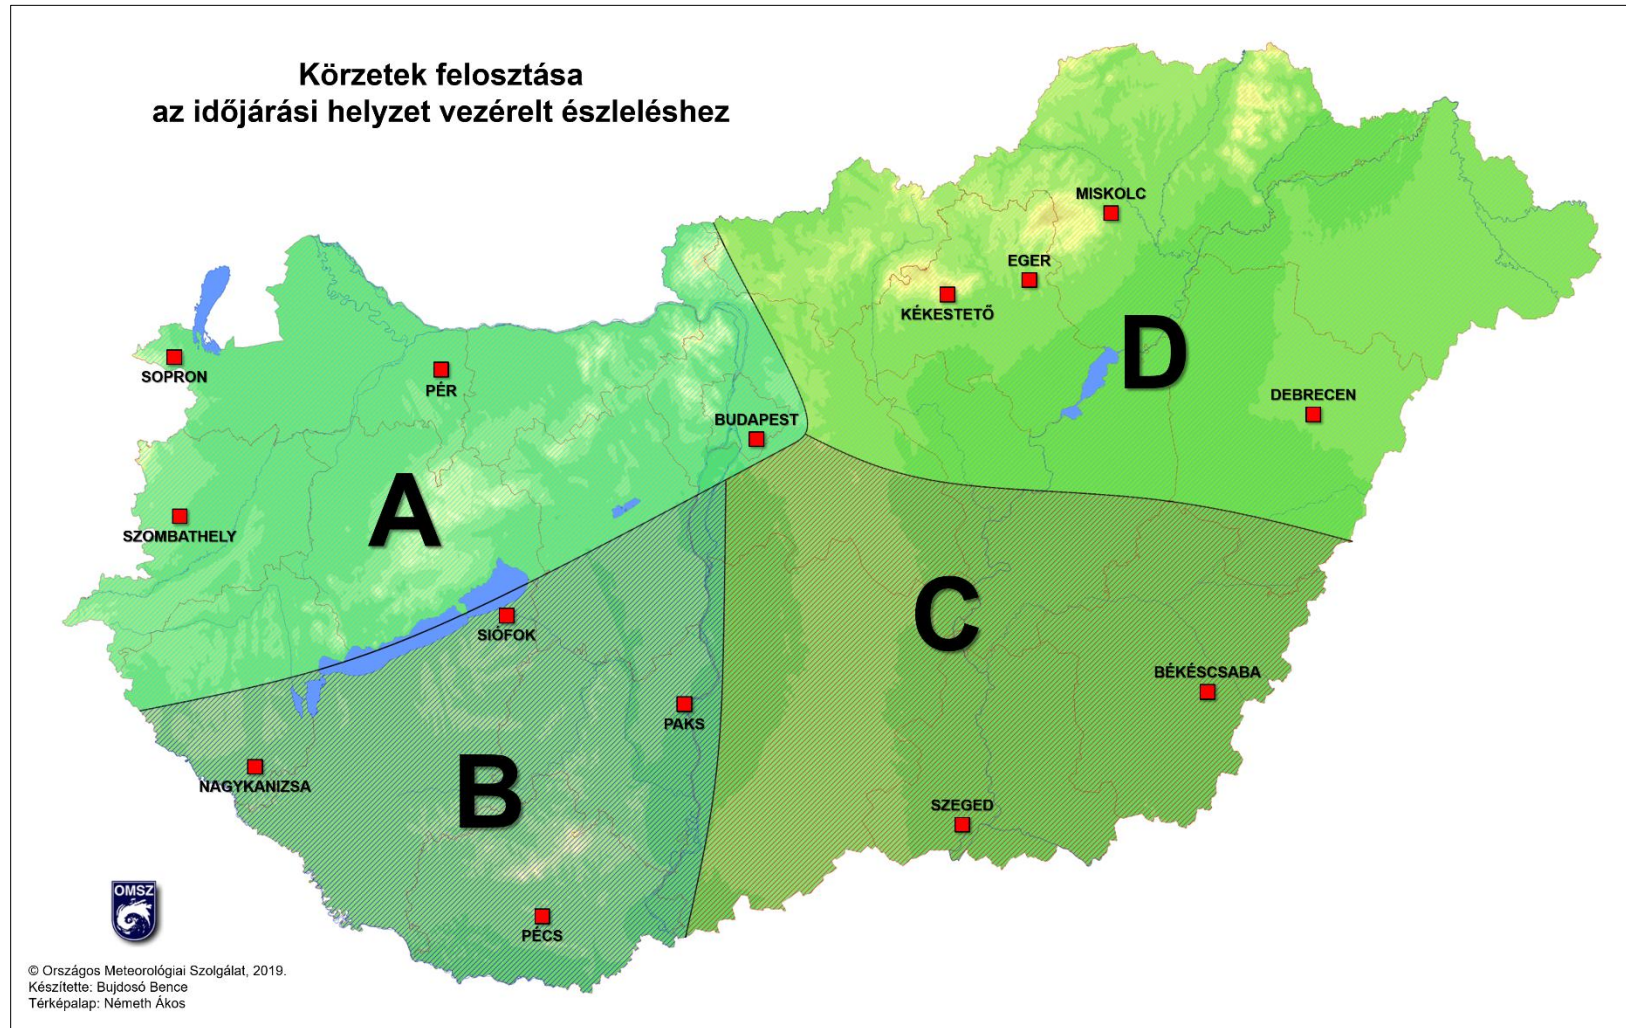 Körzetek felosztása
az időjárási helyzet vezérelt észleléshez
MISKOLC
EGER
KÉKESTETŐ
D
SOPRON
PÉR
DEBRECEN
BUDAPEST
A
SZOMBATHELY
SIÓFOK
C
BÉKÉSCSABA
PAKS
NAGYKANIZSA
B
SZEGED
PÉCS
OMSZ
© Országos Meteorológiai Szolgálat, 2019.
Készítette: Bujdosó Bence
Térképalap: Németh Ákos